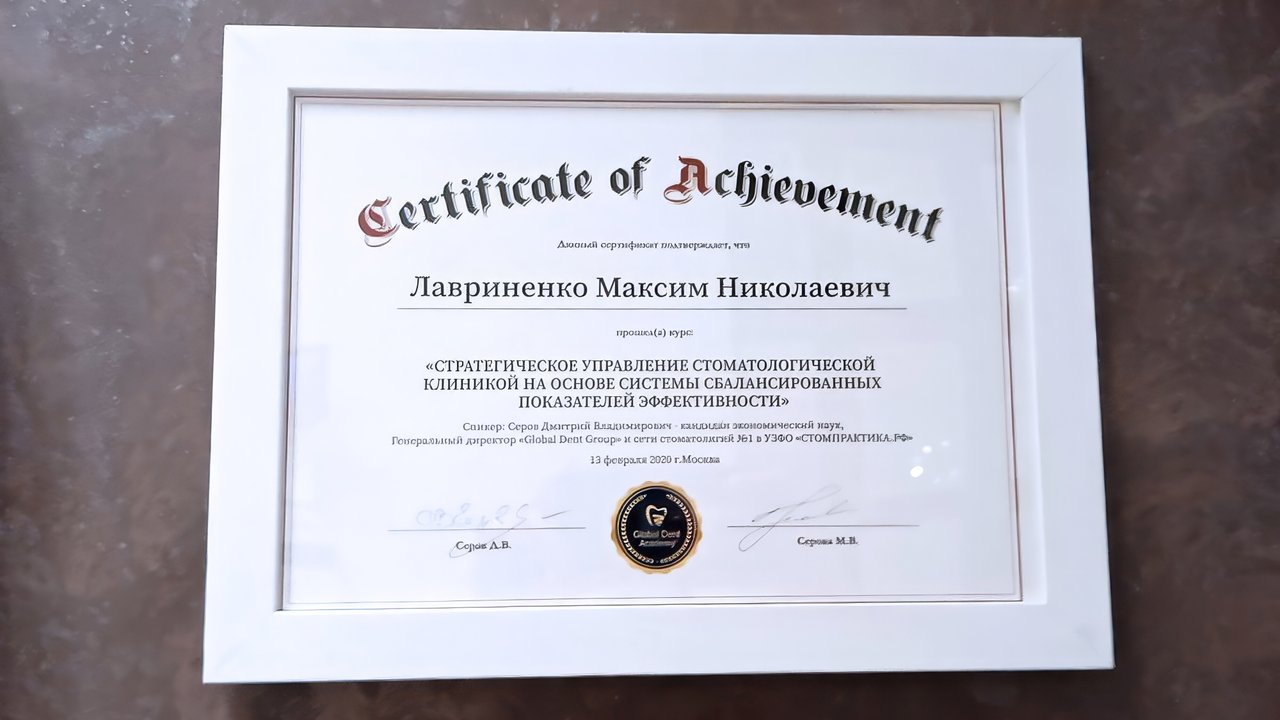 Certificate of Achievement
Данный сертификат подтверждает, что
Лавриненко Максим Николаевич
прошел(а) курс:
«СТРАТЕГИЧЕСКОЕ УПРАВЛЕНИЕ СТОМАТОЛОГИЧЕСКОЙ
КЛИНИКОЙ НА ОСНОВЕ СИСТЕМЫ СБАЛАНСИРОВАННЫХ
ПОКАЗАТЕЛЕЙ ЭФФЕКТИВНОСТИ»
Спикер: Серов Дмитрий Владимирович - кандидат экономический наук,
Генеральный директор «Global Dent Group» и сети стоматологий №1 в УЗФО «СТОМПРАКТИКА.РФ»
13 февраля 2020 г.Москва
Global Dent
Academy
Серов Д.В.
Серова М.В.